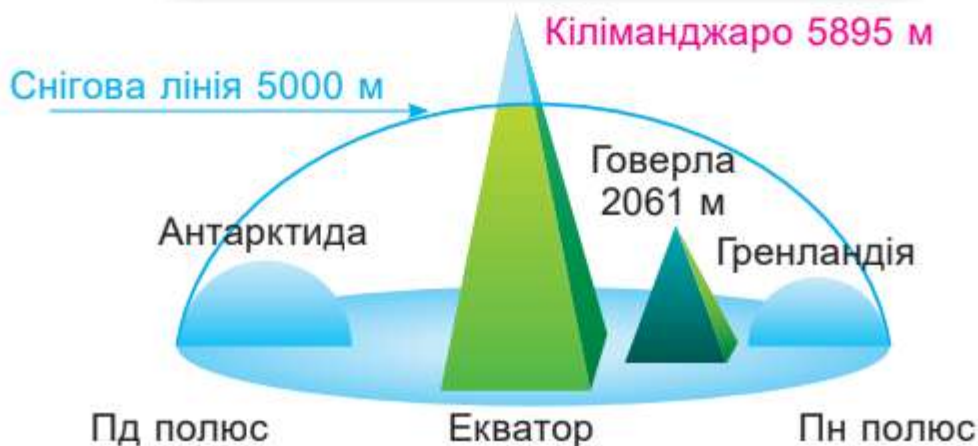 Кіліманджаро 5895 м
Снігова лінія 5000 м
Говерла
2061 м
Антарктида
Гренландія
Пд полюс
Екватор
Пн полюс